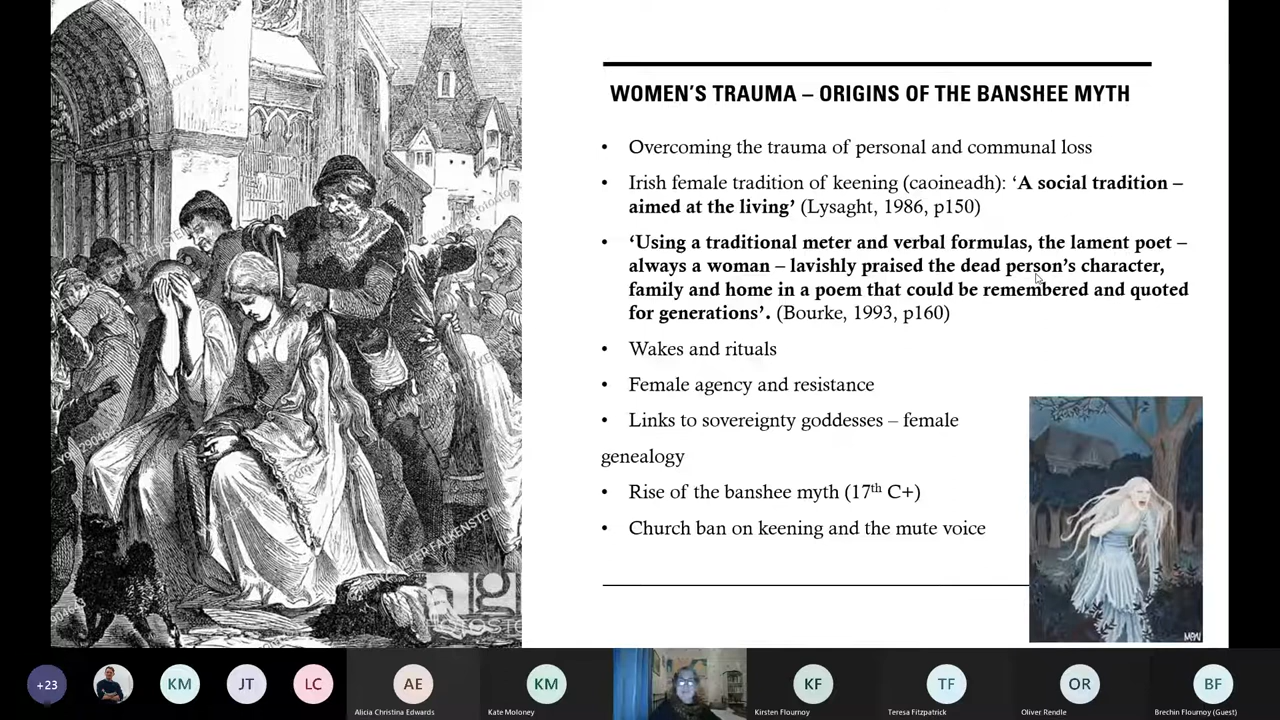 WOMEN'S TRAUMA – ORIGINS OF THE BANSHEE MYTH
• Overcoming the trauma of personal and communal loss
• Irish female tradition of keening (caoineadh): ‘A social tradition –
aimed at the living’ (Lysaght, 1986, p150)
• ‘Using a traditional meter and verbal formulas, the lament poet –
always a woman – lavishly praised the dead person’s character,
family and home in a poem that could be remembered and quoted
for generations’. (Bourke, 1993, p160)
• Wakes and rituals
• Female agency and resistance
• Links to sovereignty goddesses – female
genealogy
• Rise of the banshee myth (17th C+)
• Church ban on keening and the mute voice
+23
KM
JT
LC
AE
Alicia Christina Edwards
KM
Kate Moloney
KF
Kirsten Flournoy
TF
Teresa Fitzpatrick
OR
Oliver Rendle
BF
Brechin Flournoy (Guest)